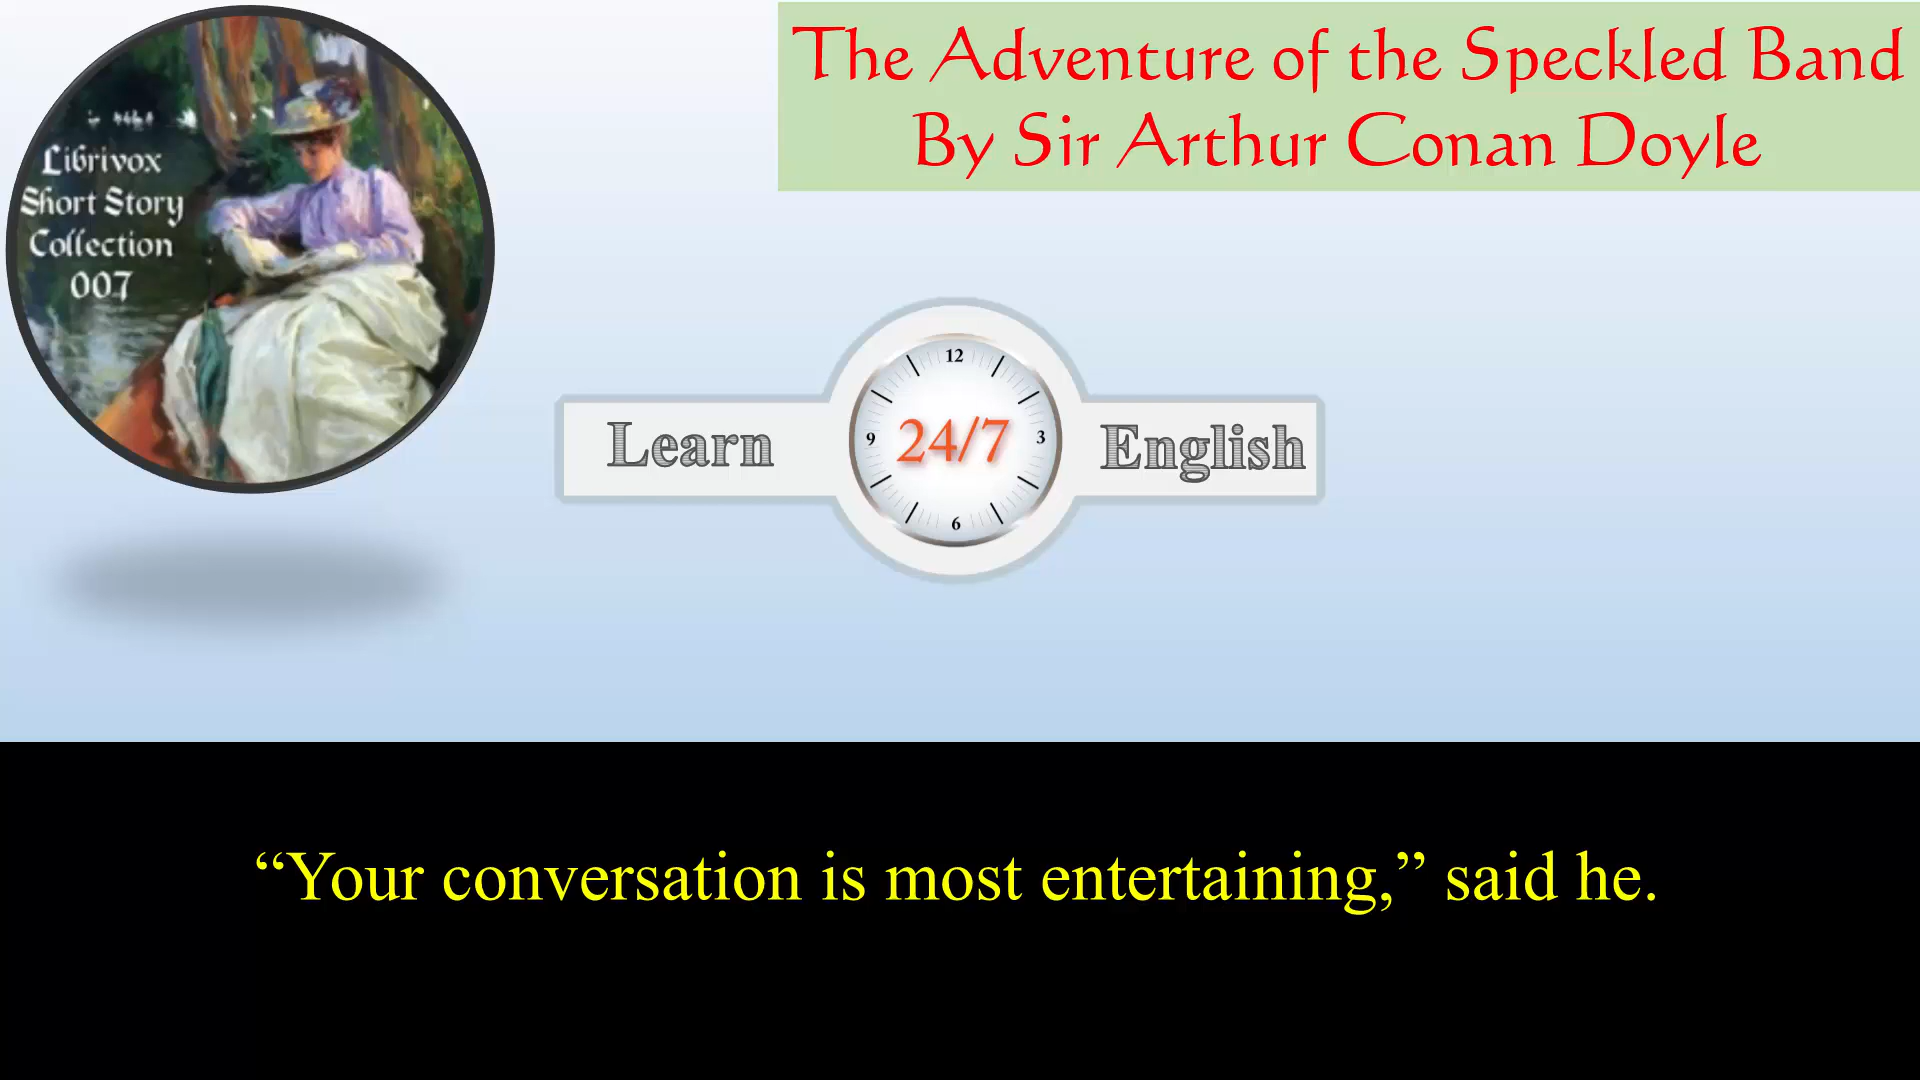 The Adventure of the Speckled Band
By Sir Arthur Conan Doyle
Librivox
Short Story
Collection
007
12
Learn
9
24/7
3
English
6
“Your conversation is most entertaining,” said he.